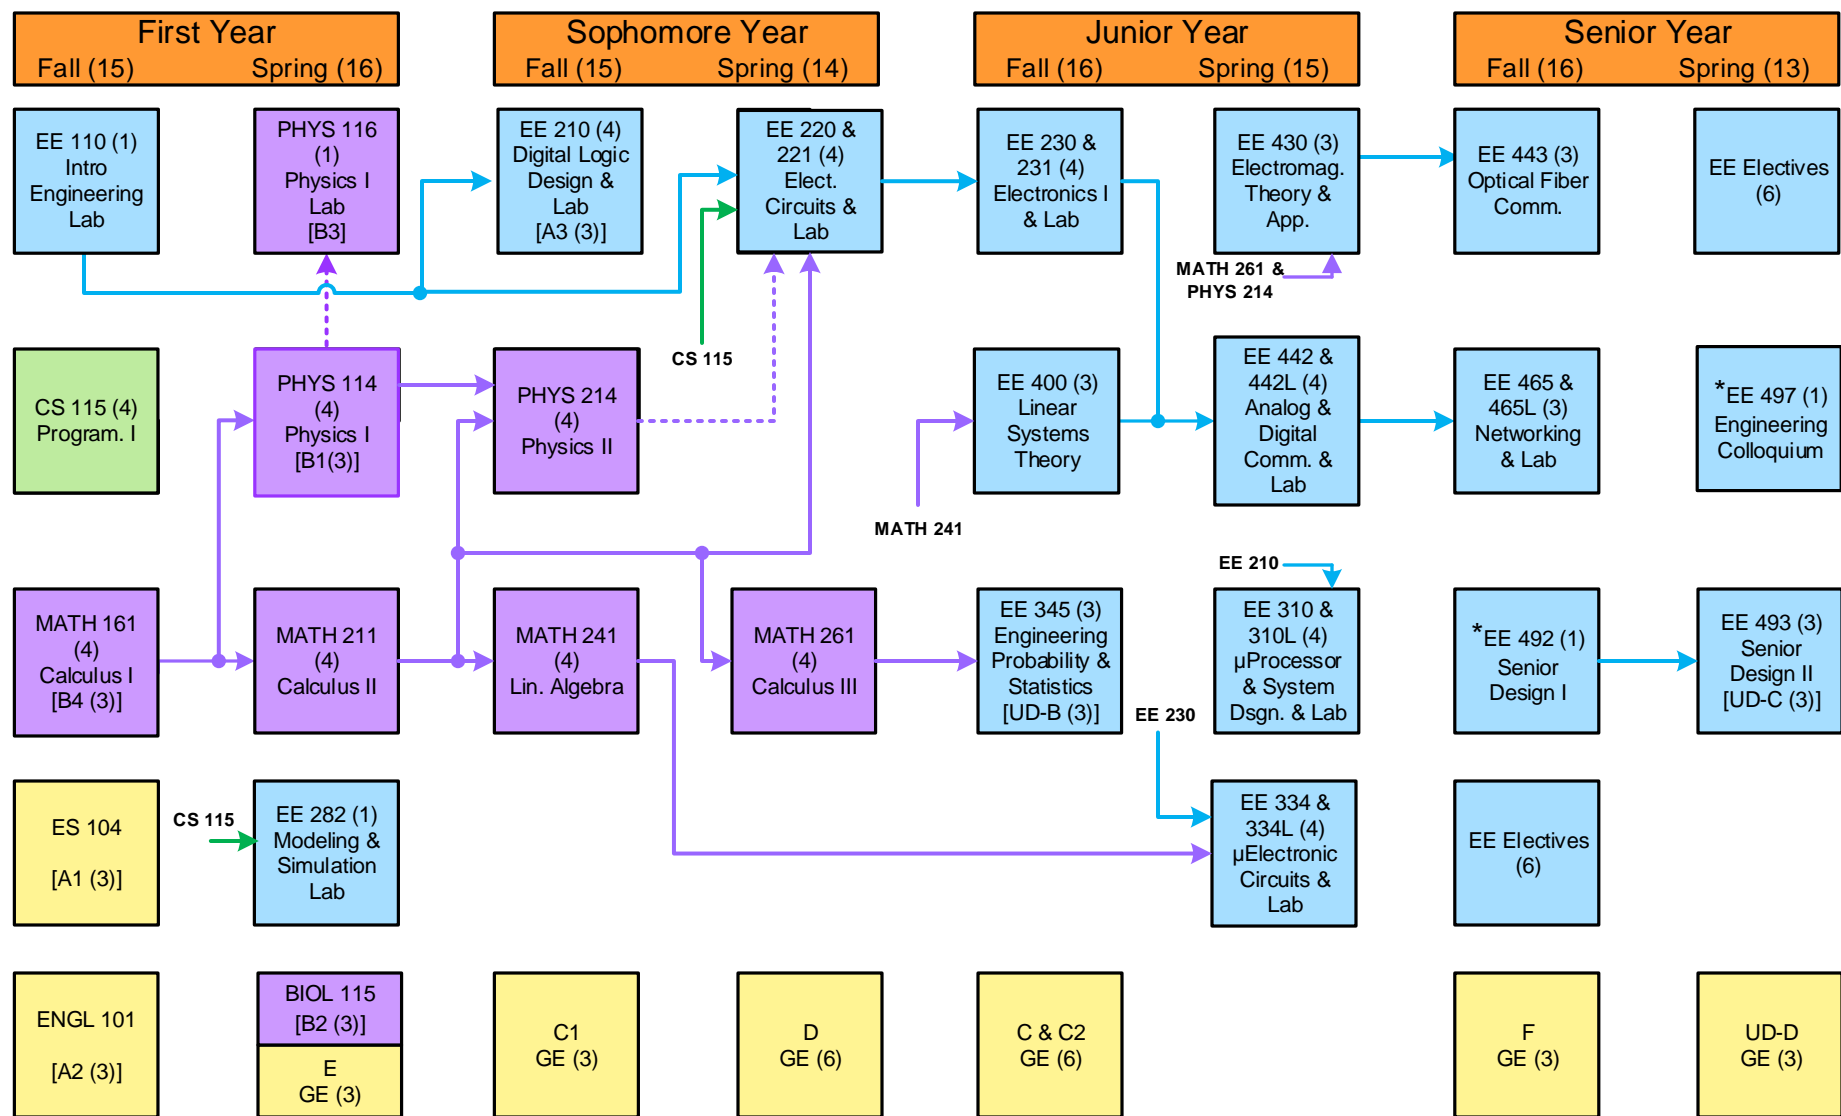 First Year
Fall (15) Spring (16)
Sophomore Year
Fall (15) Spring (14)
Junior Year
Fall (16) Spring (15)
Senior Year
Fall (16) Spring (13)
EE 110 (1)
Intro
Engineering
Lab
PHYS 116
(1)
Physics I
Lab
[B3]
EE 210 (4)
Digital Logic
Design &
Lab
[A3 (3)]
EE 220 &
221 (4)
Elect.
Circuits &
Lab
EE 230 &
231 (4)
Electronics I
& Lab
EE 430 (3)
Electromag.
Theory &
App.
EE 443 (3)
Optical Fiber
Comm.
EE Electives
(6)
MATH 261 &
PHYS 214
CS 115 (4)
Program. I
PHYS 114
(4)
Physics I
[B1(3)]
PHYS 214
(4)
Physics II
CS 115
EE 400 (3)
Linear
Systems
Theory
EE 442 &
442L (4)
Analog &
Digital
Comm. &
Lab
EE 465 &
465L (3)
Networking
& Lab
*EE 497 (1)
Engineering
Colloquium
MATH 241
EE 210
MATH 161
(4)
Calculus I
[B4 (3)]
MATH 211
(4)
Calculus II
MATH 241
(4)
Lin. Algebra
MATH 261
(4)
Calculus III
EE 345 (3)
Engineering
Probability &
Statistics
[UD-B (3)]
EE 310 &
310L (4)
µProcessor
& System
Dsgn. & Lab
*EE 492 (1)
Senior
Design I
EE 493 (3)
Senior
Design II
[UD-C (3)]
EE 230
ES 104
[A1 (3)]
CS 115
EE 282 (1)
Modeling &
Simulation
Lab
EE 334 &
334L (4)
µElectronic
Circuits &
Lab
EE Electives
(6)
ENGL 101
[A2 (3)]
BIOL 115
[B2 (3)]
E
GE (3)
C1
GE (3)
D
GE (6)
C & C2
GE (6)
F
GE (3)
UD-D
GE (3)